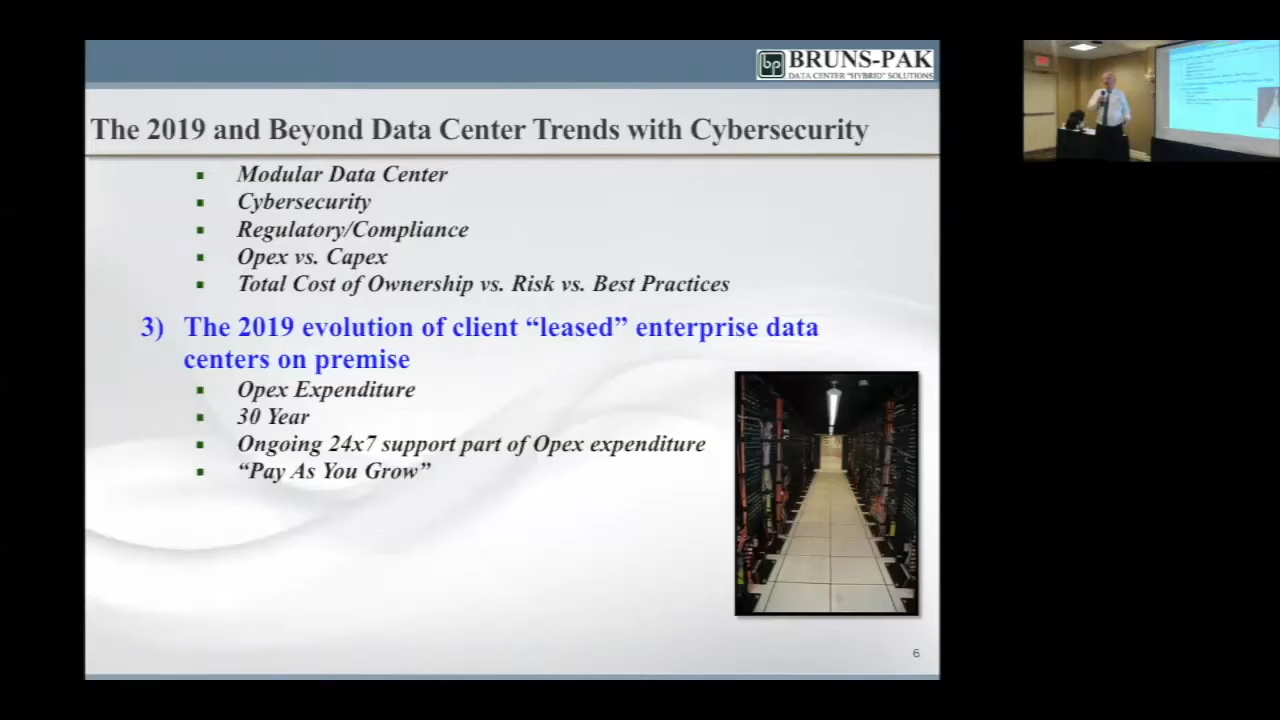 bp BRUNS-PAK
DATA CENTER "HYBRID" SOLUTIONS
The 2019 and Beyond Data Center Trends with Cybersecurity
▪ Modular Data Center
▪ Cybersecurity
▪ Regulatory/Compliance
▪ Opex vs. Capex
▪ Total Cost of Ownership vs. Risk vs. Best Practices
3) The 2019 evolution of client “leased” enterprise data
centers on premise
▪ Opex Expenditure
▪ 30 Year
▪ Ongoing 24x7 support part of Opex expenditure
▪ “Pay As You Grow”
6